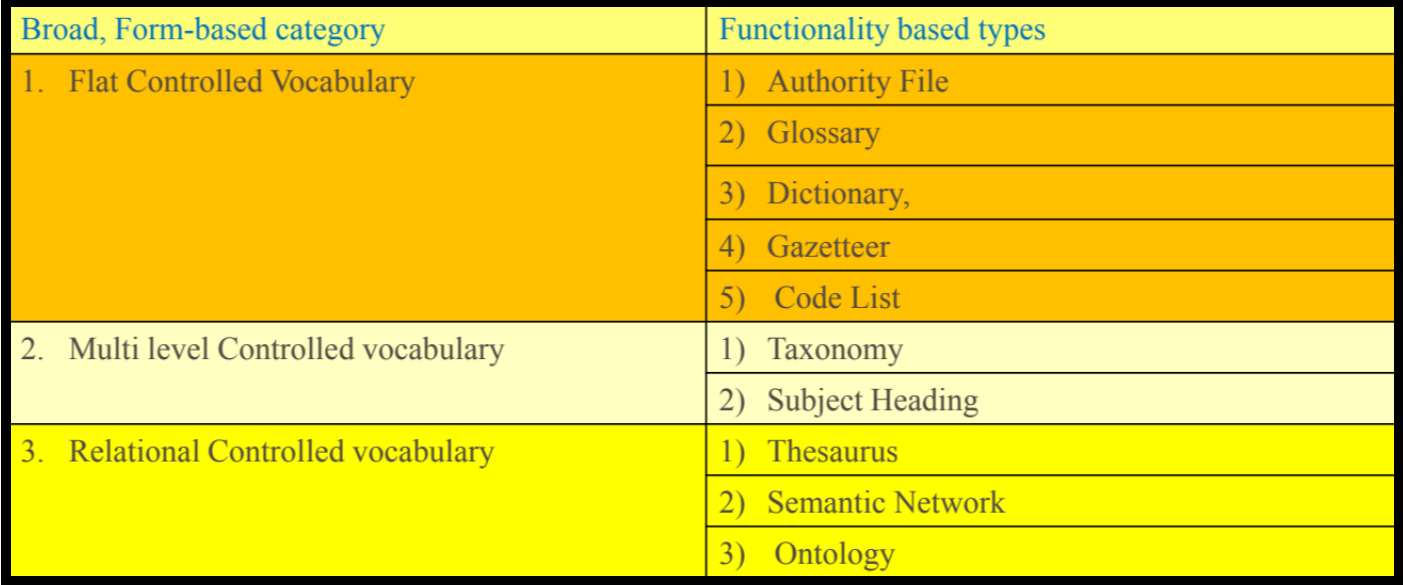 Broad, Form-based category Functionality based types
1. Flat Controlled Vocabulary 1) Authority File
2) Glossary
3) Dictionary,
4) Gazetteer
5) Code List
2. Multi level Controlled vocabulary 1) Taxonomy
2) Subject Heading
3. Relational Controlled vocabulary 1) Thesaurus
2) Semantic Network
3) Ontology